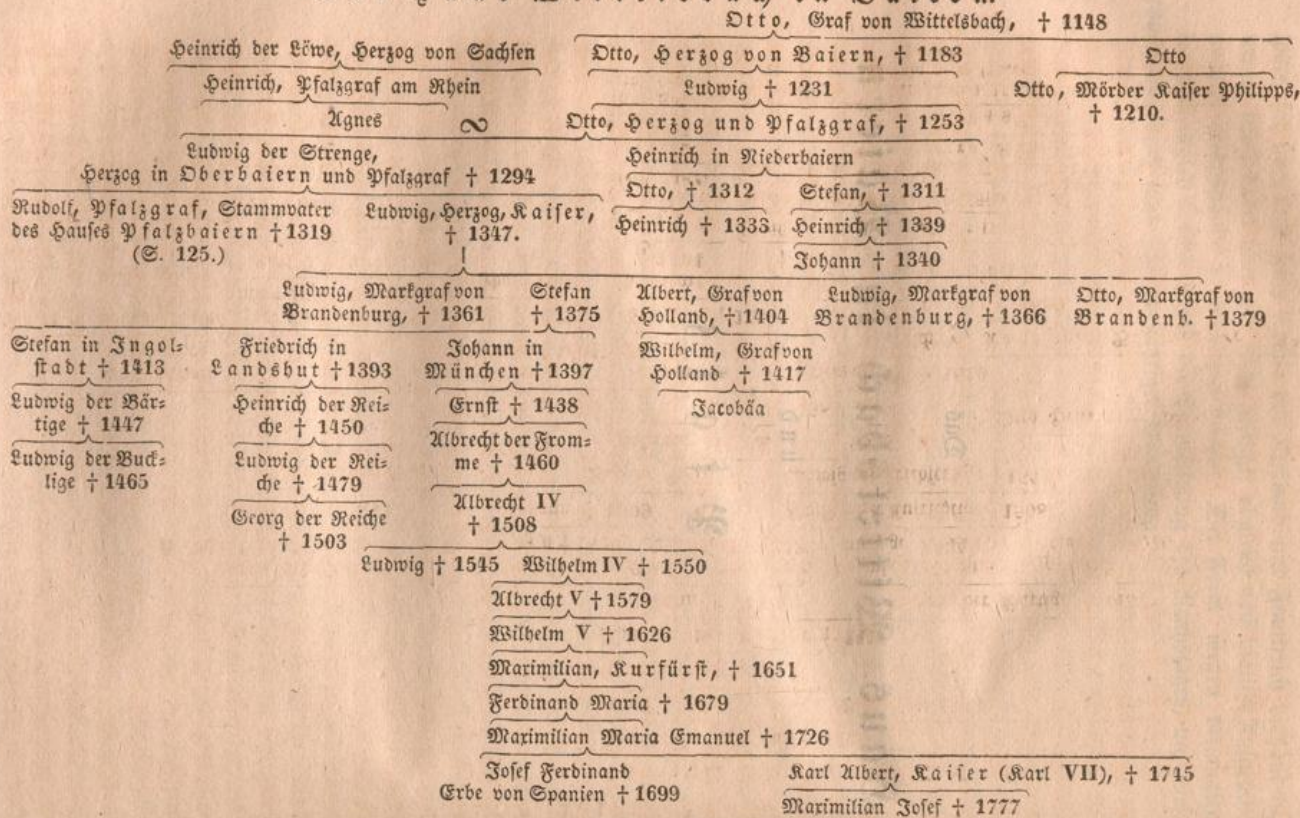 Otto, Graf von Wittelsbach, † 1148
Heinrich der Löwe, Herzog von Sachsen
Otto, Herzog von Baiern, † 1183
Otto
Heinrich, Pfalzgraf am Rhein
Ludwig † 1231
Otto, Mörder Kaiser Philipps,
† 1210.
Agnes ∞ Otto, Herzog und Pfalzgraf, † 1253
Ludwig der Strenge,
Herzog in Oberbaiern und Pfalzgraf † 1294
Heinrich in Niederbaiern
Otto, † 1312
Stefan, † 1311
Rudolf, Pfalzgraf, Stammvater
des Hauses Pfalzbaiern † 1319
(S. 125.)
Ludwig, Herzog, Kaiser,
† 1347.
Heinrich † 1333
Heinrich † 1339
Johann † 1340
Ludwig, Markgraf von
Brandenburg, † 1361
Stefan
† 1375
Albert, Graf von
Holland, † 1404
Ludwig, Markgraf von
Brandenburg, † 1366
Otto, Markgraf von
Brandenb. † 1379
Stefan in Ingol-
stadt † 1413
Friedrich in
Landshut † 1393
Johann in
München † 1397
Wilhelm, Graf von
Holland † 1417
Ludwig der Bär-
tige † 1447
Heinrich der Rei-
che † 1450
Ernst † 1438
Jacobäa
Albrecht der From-
me † 1460
Ludwig der Buck-
lige † 1465
Ludwig der Rei-
che † 1479
Albrecht IV
† 1508
Georg der Reiche
† 1503
Ludwig † 1545
Wilhelm IV † 1550
Albrecht V † 1579
Wilhelm V † 1626
Maximilian, Kurfürst, † 1651
Ferdinand Maria † 1679
Maximilian Maria Emanuel † 1726
Josef Ferdinand
Erbe von Spanien † 1699
Karl Albert, Kaiser (Karl VII), † 1745
Maximilian Josef † 1777